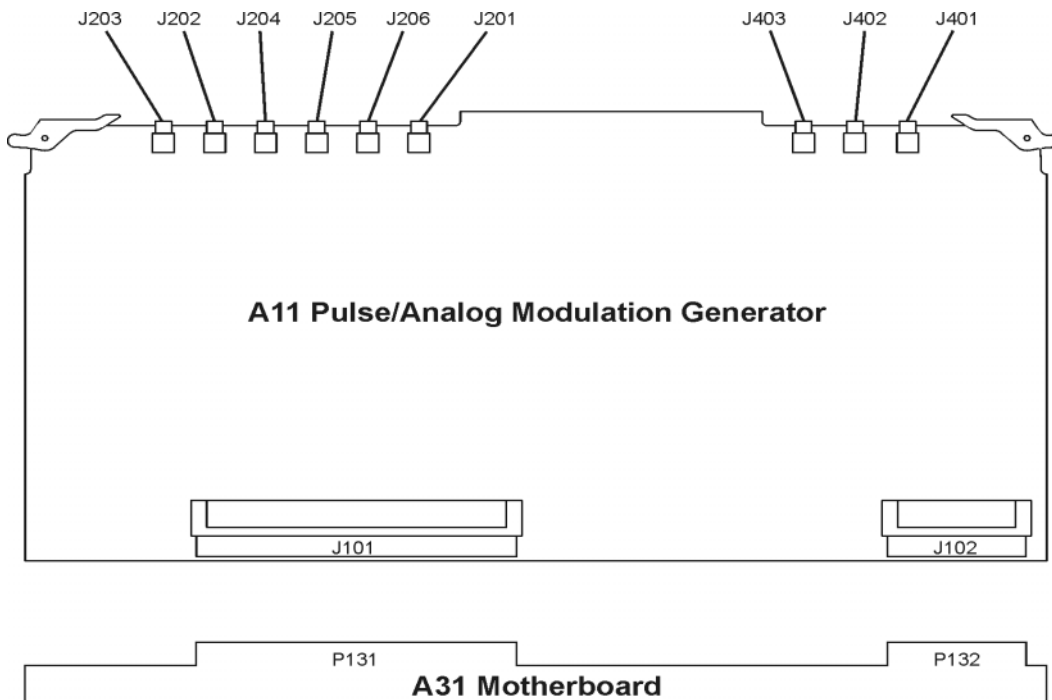 J203 J202 J204 J205 J206 J201 J403 J402 J401
A11 Pulse/Analog Modulation Generator
J101 J102
P131 P132
A31 Motherboard